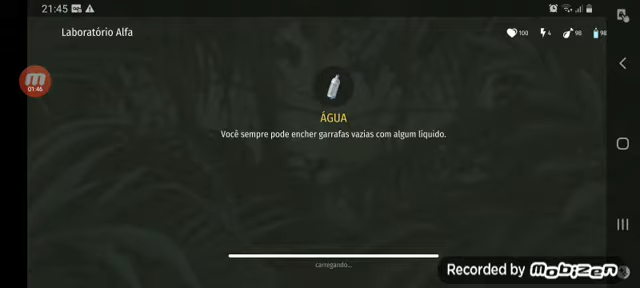 21:45
Laboratório Alfa
100
4
98
98
01:46
ÁGUA
Você sempre pode encher garrafas vazias com algum líquido.
carregando...
Recorded by mobizen